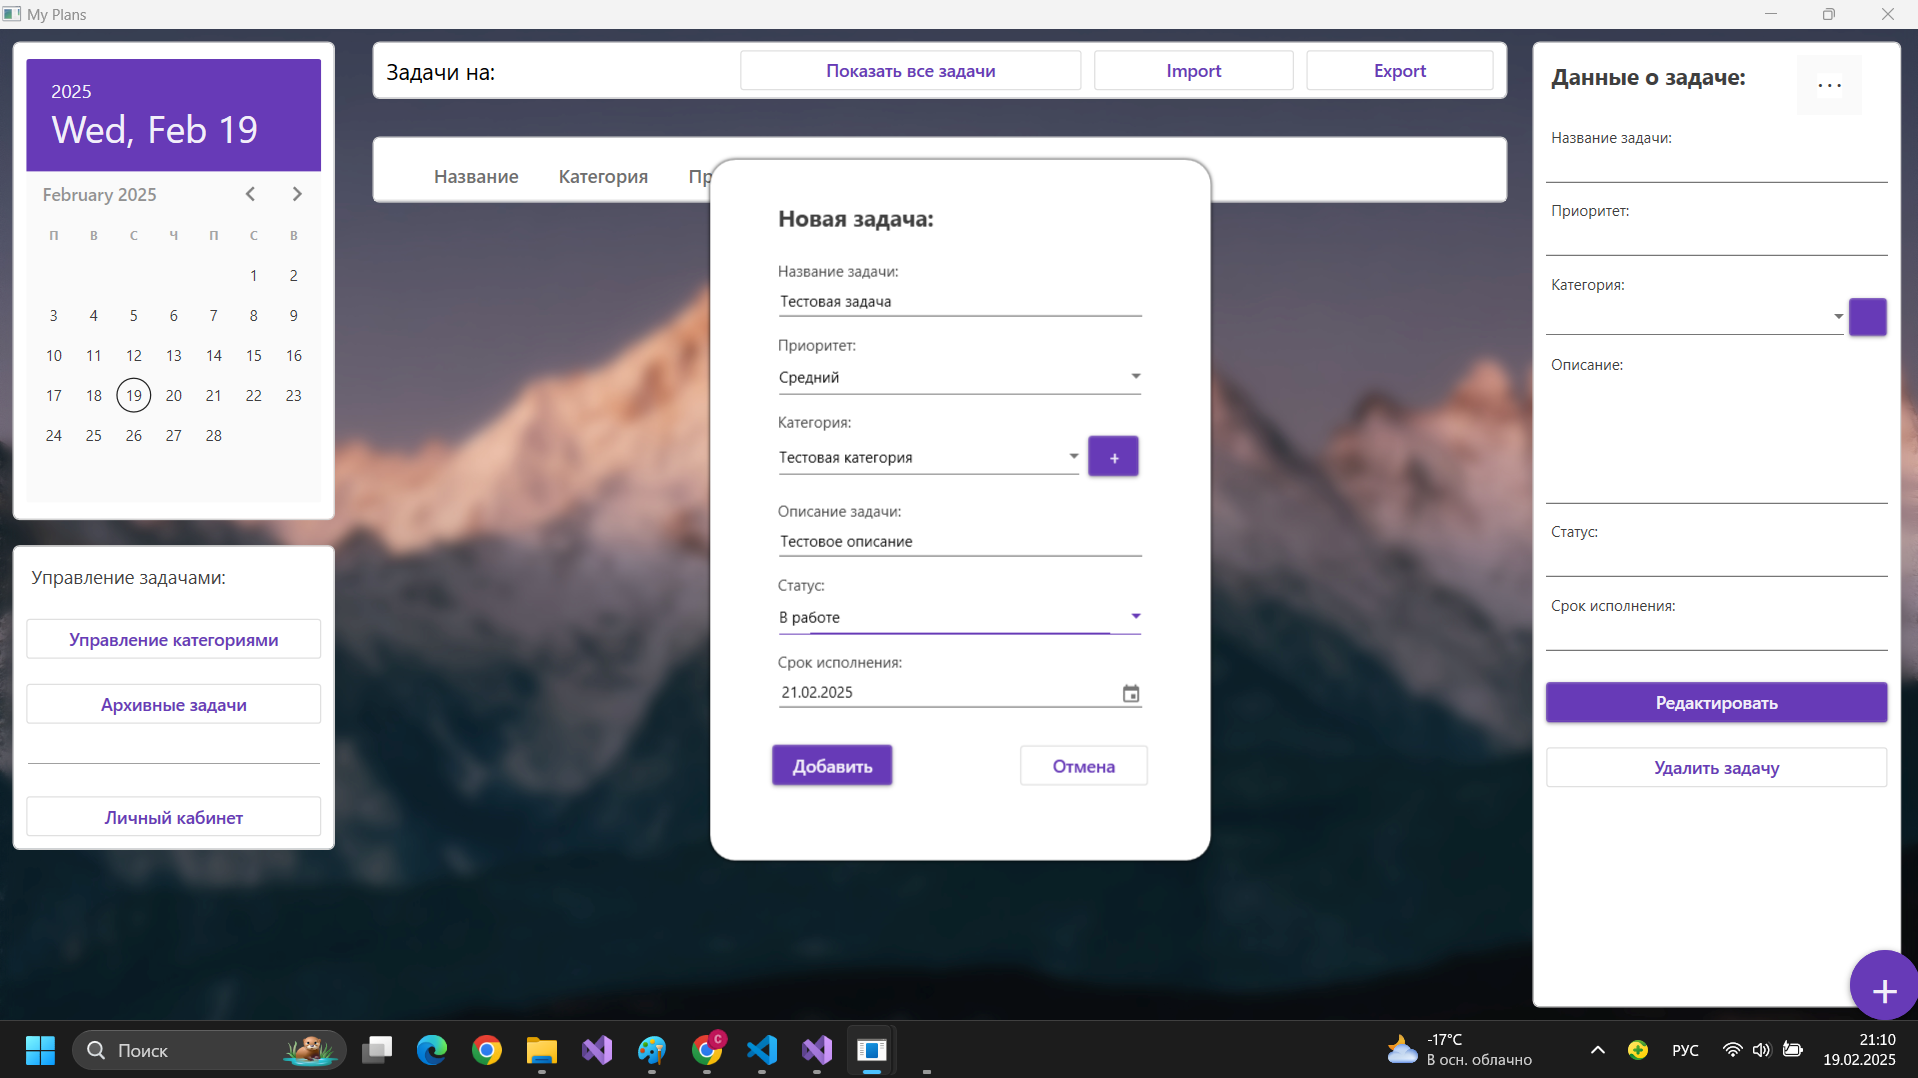 My Plans
2025
Wed, Feb 19
February 2025
П В С Ч П С В
1 2
3 4 5 6 7 8 9
10 11 12 13 14 15 16
17 18 19 20 21 22 23
24 25 26 27 28
Управление задачами:
Управление категориями
Архивные задачи
Личный кабинет
Задачи на:
Показать все задачи
Import
Export
Название Категория Пр
Новая задача:
Название задачи:
Тестовая задача
Приоритет:
Средний
Категория:
Тестовая категория
+
Описание задачи:
Тестовое описание
Статус:
В работе
Срок исполнения:
21.02.2025
Добавить
Отмена
Данные о задаче:
...
Название задачи:
Приоритет:
Категория:
Описание:
Статус:
Срок исполнения:
Редактировать
Удалить задачу
+
Поиск
C
-17°C
В осн. облачно
РУС
21:10
19.02.2025